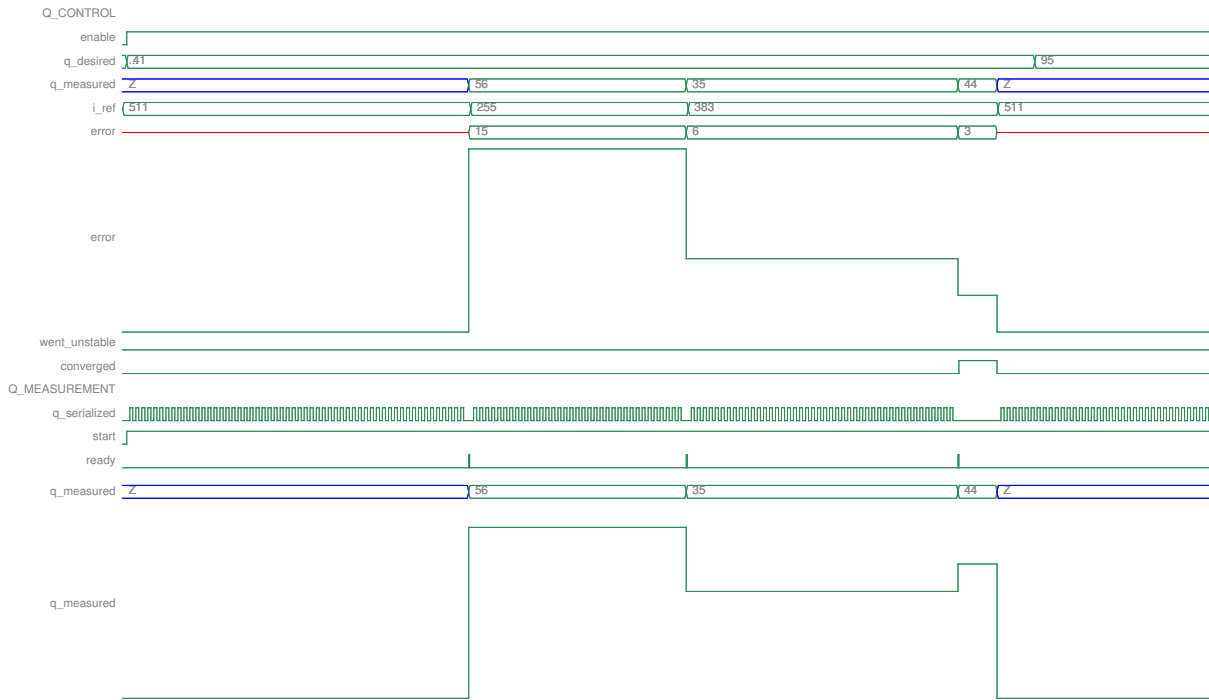 Q_CONTROL
enable
q_desired .41 95
q_measured Z 56 35 44 Z
i_ref 511 255 383 511
error 15 6 3
error
went_unstable
converged
Q_MEASUREMENT
q_serialized
start
ready
q_measured Z 56 35 44 Z
q_measured